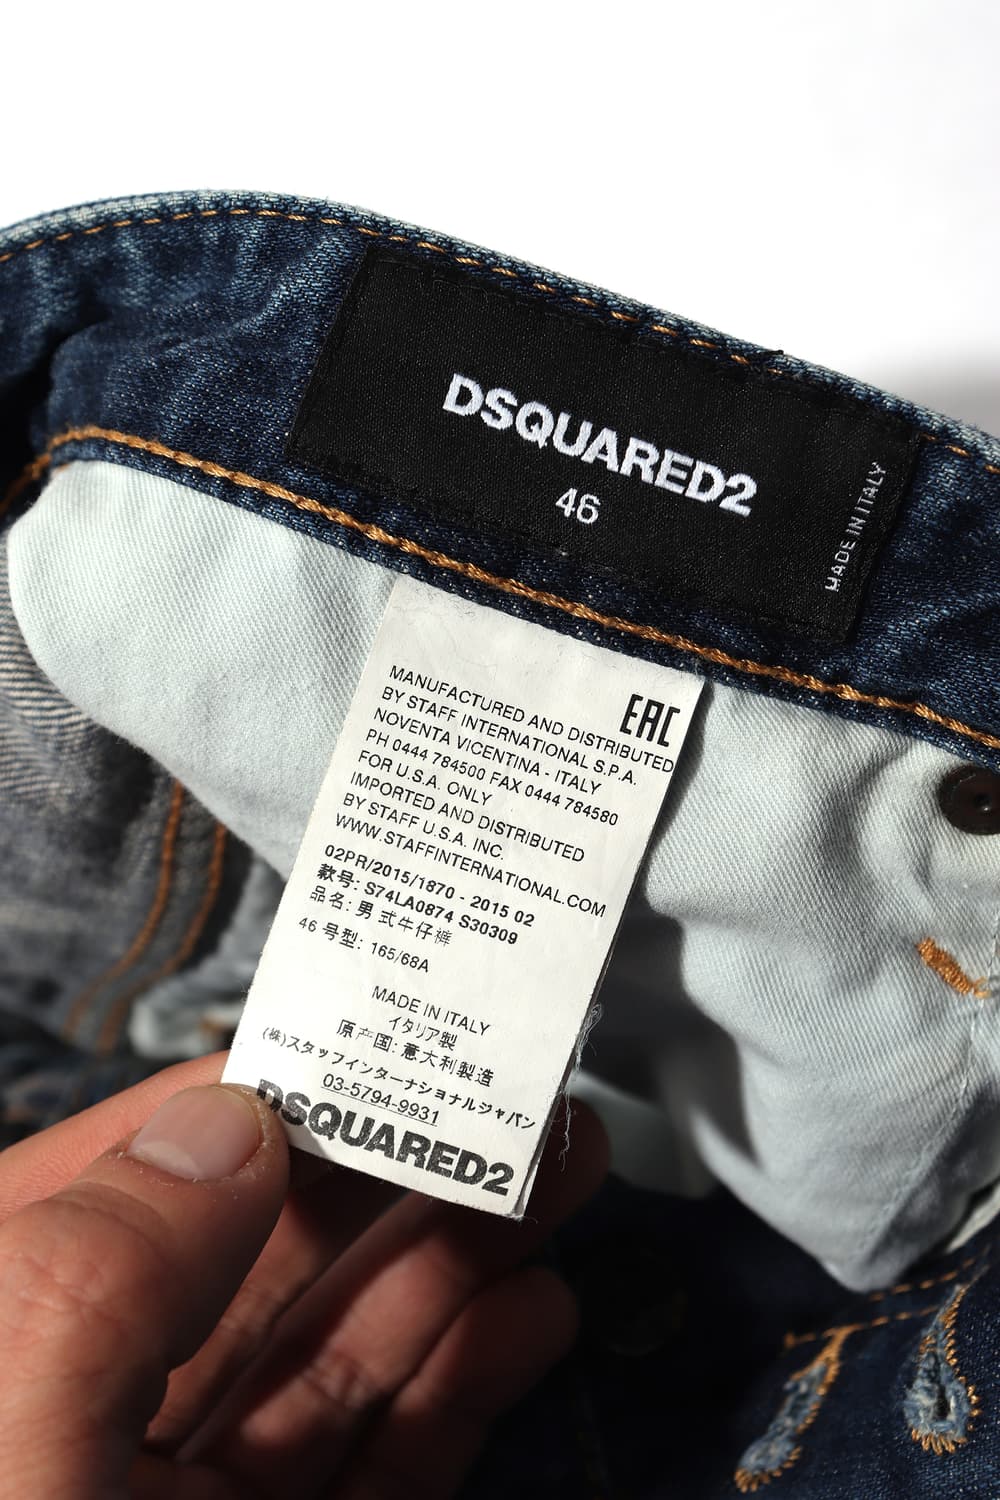 DSQUARED2
46
MADE IN ITALY
EAC
MANUFACTURED AND DISTRIBUTED
BY STAFF INTERNATIONAL S.P.A.
NOVENTA VICENTINA - ITALY
PH 0444 784500 FAX 0444 784580
FOR U.S.A. ONLY
IMPORTED AND DISTRIBUTED
BY STAFF U.S.A. INC.
WWW.STAFFINTERNATIONAL.COM
02PR/2015/1870 - 2015 02
款号: S74LA0874 S30309
品名: 男式牛仔裤
46 号型: 165/68A
MADE IN ITALY
イタリア製
原产国: 意大利製造
(株)スタッフインターナショナルジャパン
03-5794-9931
DSQUARED2